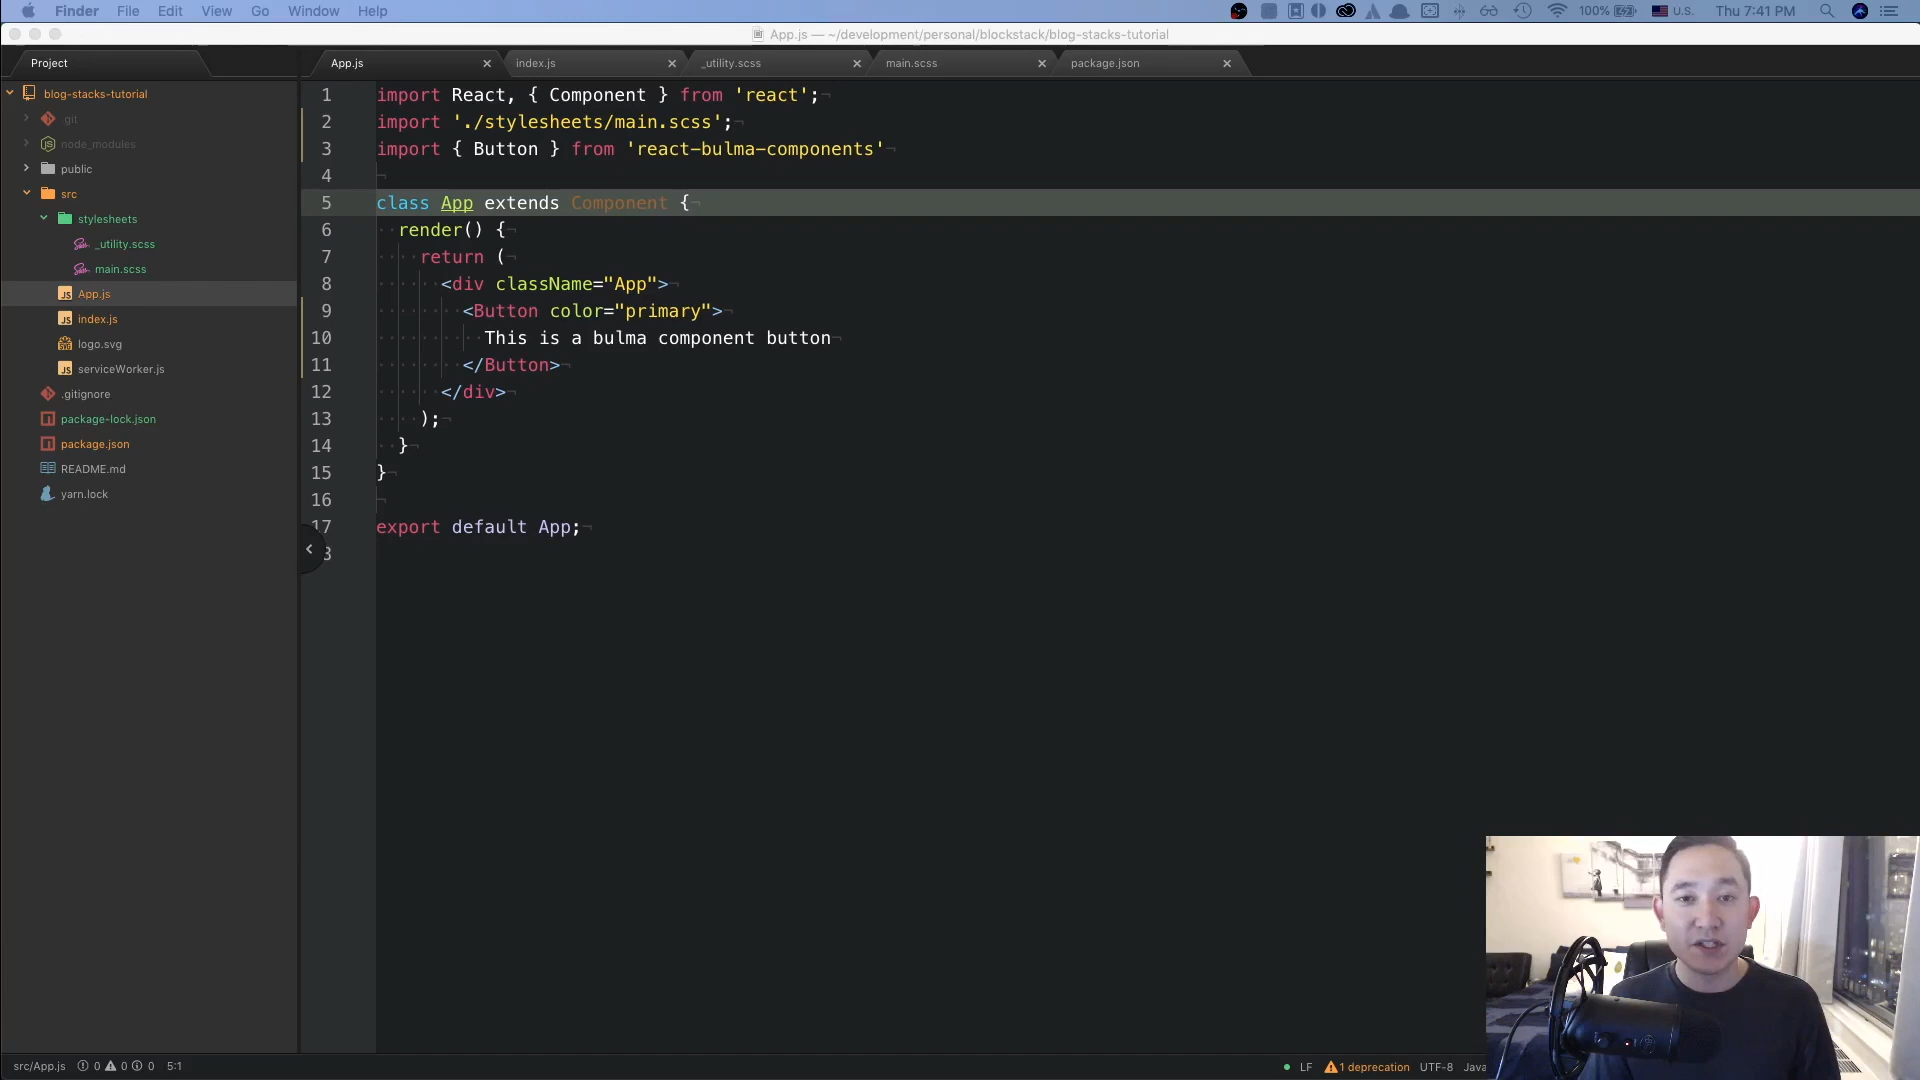 Finder File Edit View Go Window Help 100% U.S. Thu 7:41 PM
App.js — ~/development/personal/blockstack/blog-stacks-tutorial
Project
App.js
index.js
_utility.scss
main.scss
package.json
blog-stacks-tutorial
.git
node_modules
public
src
stylesheets
_utility.scss
main.scss
App.js
index.js
logo.svg
serviceWorker.js
.gitignore
package-lock.json
package.json
README.md
yarn.lock
1 import React, { Component } from 'react';
2 import './stylesheets/main.scss';
3 import { Button } from 'react-bulma-components'
4
5 class App extends Component {
6 render() {
7 return (
8 <div className="App">
9 <Button color="primary">
10 This is a bulma component button
11 </Button>
12 </div>
13 );
14 }
15 }
16
17 export default App;
8
src/App.js 0 0 0 5:1
LF 1 deprecation UTF-8 Java